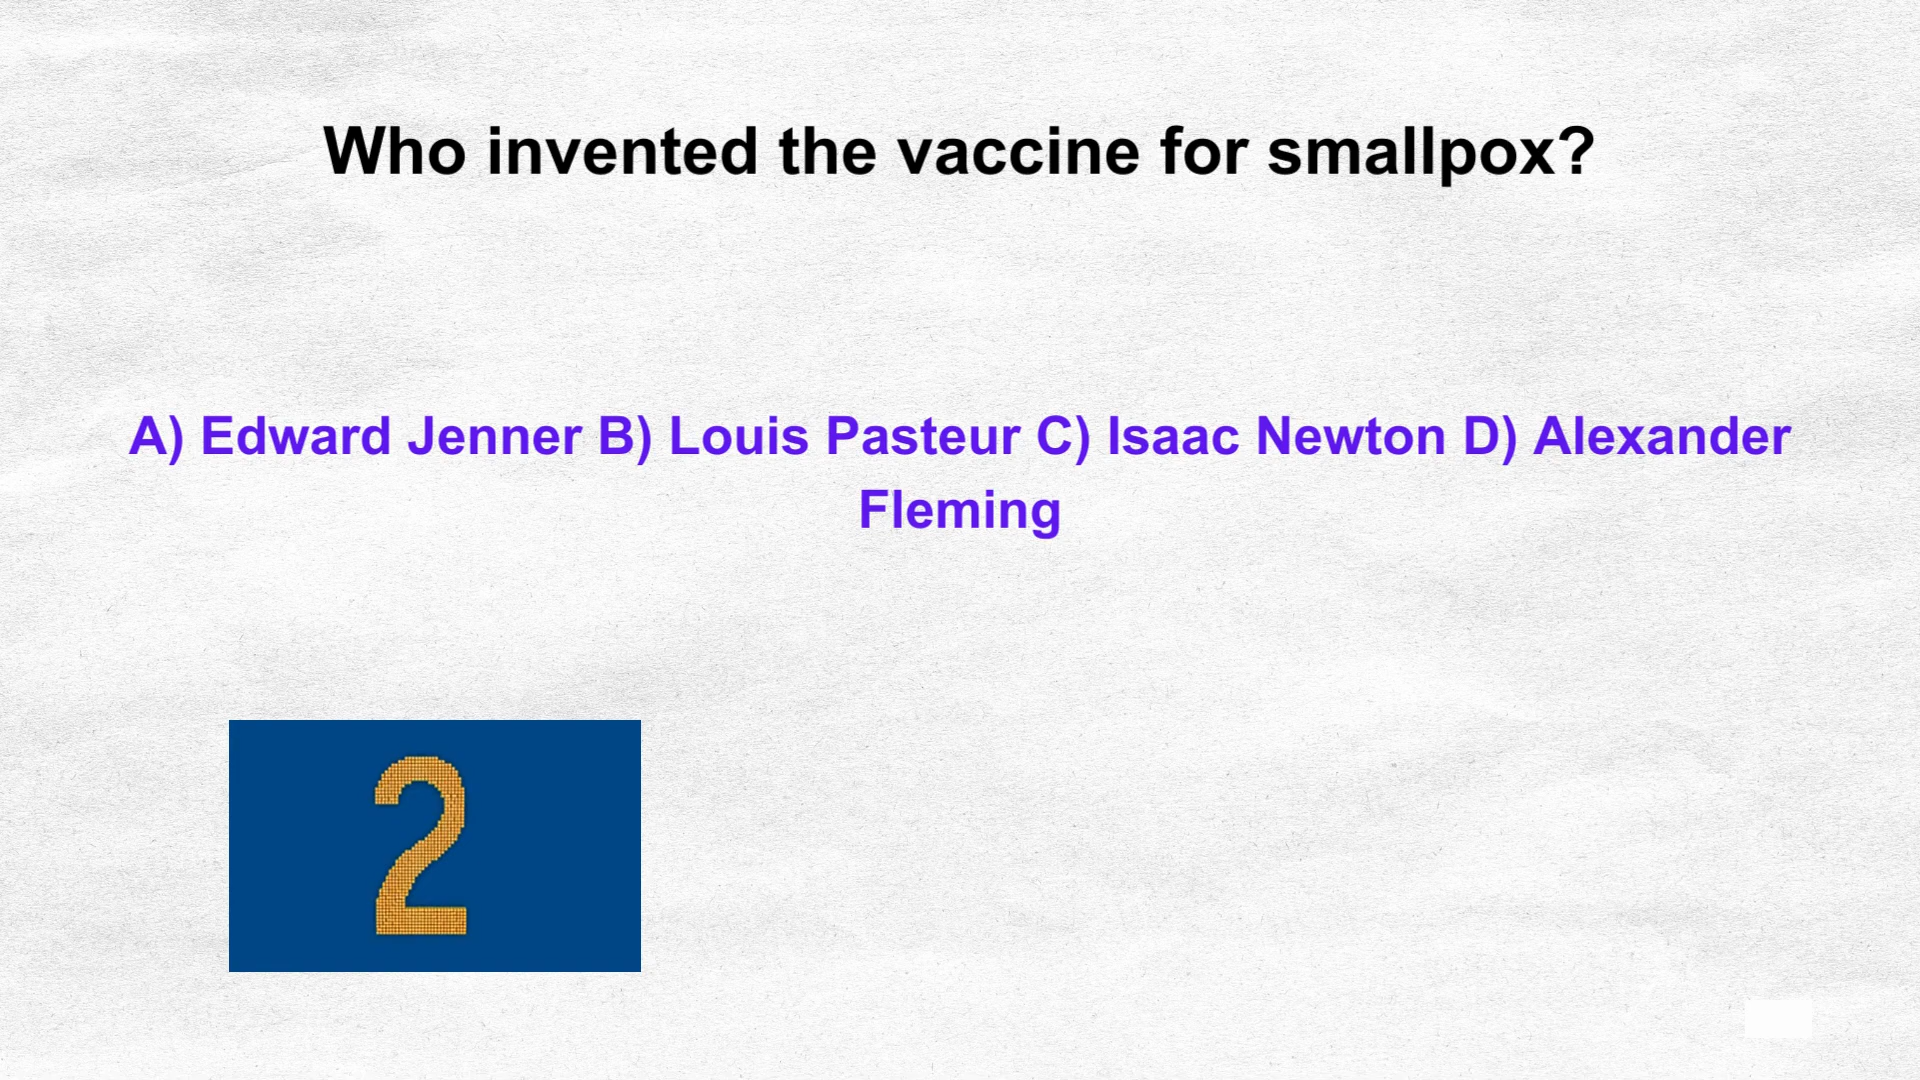 Who invented the vaccine for smallpox?
A) Edward Jenner B) Louis Pasteur C) Isaac Newton D) Alexander
Fleming
2